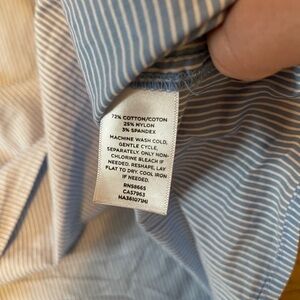 72% COTTON/COTON
25% NYLON
3% SPANDEX
MACHINE WASH COLD,
GENTLE CYCLE,
SEPARATELY. ONLY NON-
CHLORINE BLEACH IF
NEEDED. RESHAPE, LAY
FLAT TO DRY. COOL IRON
IF NEEDED.
RN58665
CA57963